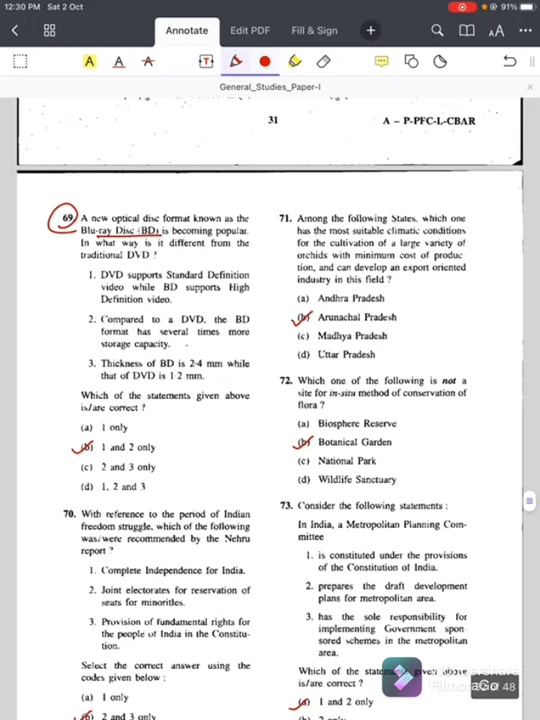 12:30 PM Sat 2 Oct
91%
Annotate
Edit PDF
Fill & Sign
General_Studies_Paper-I
31
A – P-PFC-L-CBAR
69. A new optical disc format known as the
Blu-ray Disc (BD) is becoming popular.
In what way is it different from the
traditional DVD ?
1. DVD supports Standard Definition
video while BD supports High
Definition video.
2. Compared to a DVD, the BD
format has several times more
storage capacity.
3. Thickness of BD is 2·4 mm while
that of DVD is 1·2 mm.
Which of the statements given above
is/are correct ?
(a) 1 only
(b) 1 and 2 only
(c) 2 and 3 only
(d) 1, 2 and 3
70. With reference to the period of Indian
freedom struggle, which of the following
was/were recommended by the Nehru
report ?
1. Complete Independence for India.
2. Joint electorates for reservation of
seats for minorities.
3. Provision of fundamental rights for
the people of India in the Constitu-
tion.
Select the correct answer using the
codes given below :
(a) 1 only
(b) 2 and 3 only
71. Among the following States, which one
has the most suitable climatic conditions
for the cultivation of a large variety of
orchids with minimum cost of produc-
tion, and can develop an export oriented
industry in this field ?
(a) Andhra Pradesh
(b) Arunachal Pradesh
(c) Madhya Pradesh
(d) Uttar Pradesh
72. Which one of the following is not a
site for in-situ method of conservation of
flora ?
(a) Biosphere Reserve
(b) Botanical Garden
(c) National Park
(d) Wildlife Sanctuary
73. Consider the following statements :
In India, a Metropolitan Planning Com-
mittee
1. is constituted under the provisions
of the Constitution of India.
2. prepares the draft development
plans for metropolitan area.
3. has the sole responsibility for
implementing Government spon-
sored schemes in the metropolitan
area.
Which of the statements given above
is/are correct ?
(a) 1 and 2 only